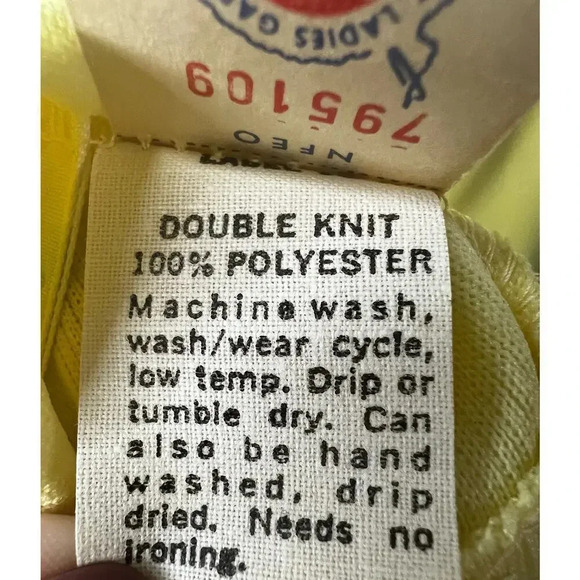 LADIES
795109
DOUBLE KNIT
100% POLYESTER
Machine wash,
wash/wear cycle,
low temp. Drip or
tumble dry. Can
also be hand
washed, drip
dried. Needs no
ironing.